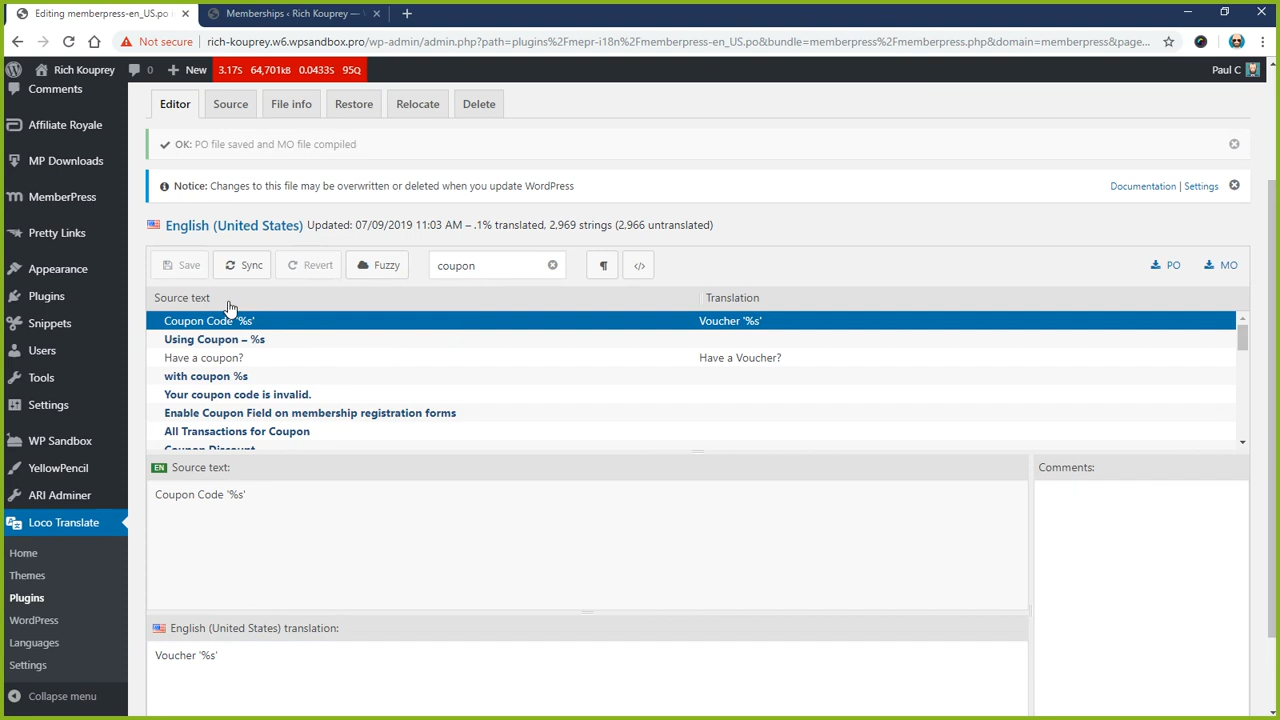 Editing memberpress-en_US.po
Memberships ‹ Rich Kouprey —
Not secure
rich-kouprey.w6.wpsandbox.pro/wp-admin/admin.php?path=plugins%2Fmepr-i18n%2Fmemberpress-en_US.po&bundle=memberpress%2Fmemberpress.php&domain=memberpress&page...
Rich Kouprey
0
New
3.17S 64,701kB 0.0433S 95Q
Paul C
Comments
Affiliate Royale
MP Downloads
MemberPress
Pretty Links
Appearance
Plugins
Snippets
Users
Tools
Settings
WP Sandbox
YellowPencil
ARI Adminer
Loco Translate
Home
Themes
Plugins
WordPress
Languages
Settings
Collapse menu
Editor
Source
File info
Restore
Relocate
Delete
OK: PO file saved and MO file compiled
Notice: Changes to this file may be overwritten or deleted when you update WordPress
Documentation | Settings
English (United States) Updated: 07/09/2019 11:03 AM – .1% translated, 2,969 strings (2,966 untranslated)
Save
Sync
Revert
Fuzzy
coupon
¶
</>
PO
MO
Source text
Translation
Coupon Code '%s'
Voucher '%s'
Using Coupon – %s
Have a coupon?
Have a Voucher?
with coupon %s
Your coupon code is invalid.
Enable Coupon Field on membership registration forms
All Transactions for Coupon
Coupon Discount
EN Source text:
Coupon Code '%s'
Comments:
English (United States) translation:
Voucher '%s'